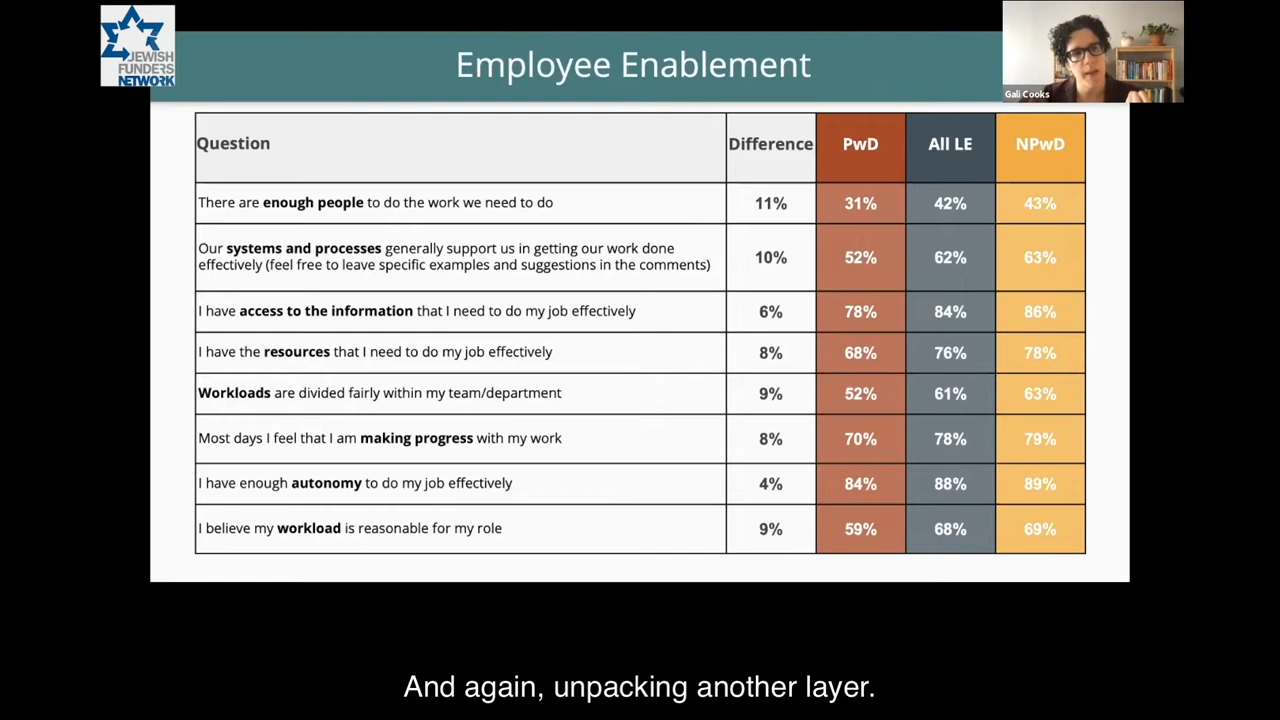 JEWISH
FUNDERS
NETWORK
Employee Enablement
Gali Cooks
Question Difference PwD All LE NPwD
There are enough people to do the work we need to do 11% 31% 42% 43%
Our systems and processes generally support us in getting our work done
effectively (feel free to leave specific examples and suggestions in the comments) 10% 52% 62% 63%
I have access to the information that I need to do my job effectively 6% 78% 84% 86%
I have the resources that I need to do my job effectively 8% 68% 76% 78%
Workloads are divided fairly within my team/department 9% 52% 61% 63%
Most days I feel that I am making progress with my work 8% 70% 78% 79%
I have enough autonomy to do my job effectively 4% 84% 88% 89%
I believe my workload is reasonable for my role 9% 59% 68% 69%
And again, unpacking another layer.